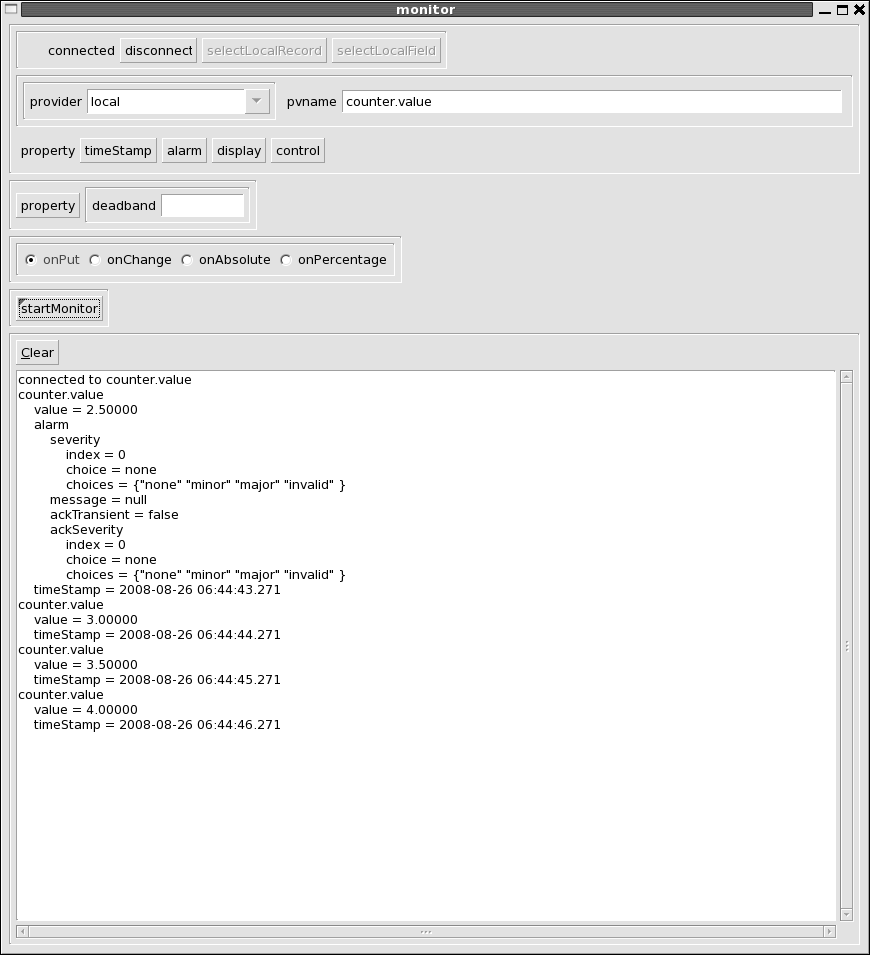 monitor
connected disconnect selectLocalRecord selectLocalField
provider local pvname counter.value
property timeStamp alarm display control
property deadband
onPut onChange onAbsolute onPercentage
startMonitor
Clear
connected to counter.value
counter.value
value = 2.50000
alarm
severity
index = 0
choice = none
choices = {"none" "minor" "major" "invalid" }
message = null
ackTransient = false
ackSeverity
index = 0
choice = none
choices = {"none" "minor" "major" "invalid" }
timeStamp = 2008-08-26 06:44:43.271
counter.value
value = 3.00000
timeStamp = 2008-08-26 06:44:44.271
counter.value
value = 3.50000
timeStamp = 2008-08-26 06:44:45.271
counter.value
value = 4.00000
timeStamp = 2008-08-26 06:44:46.271